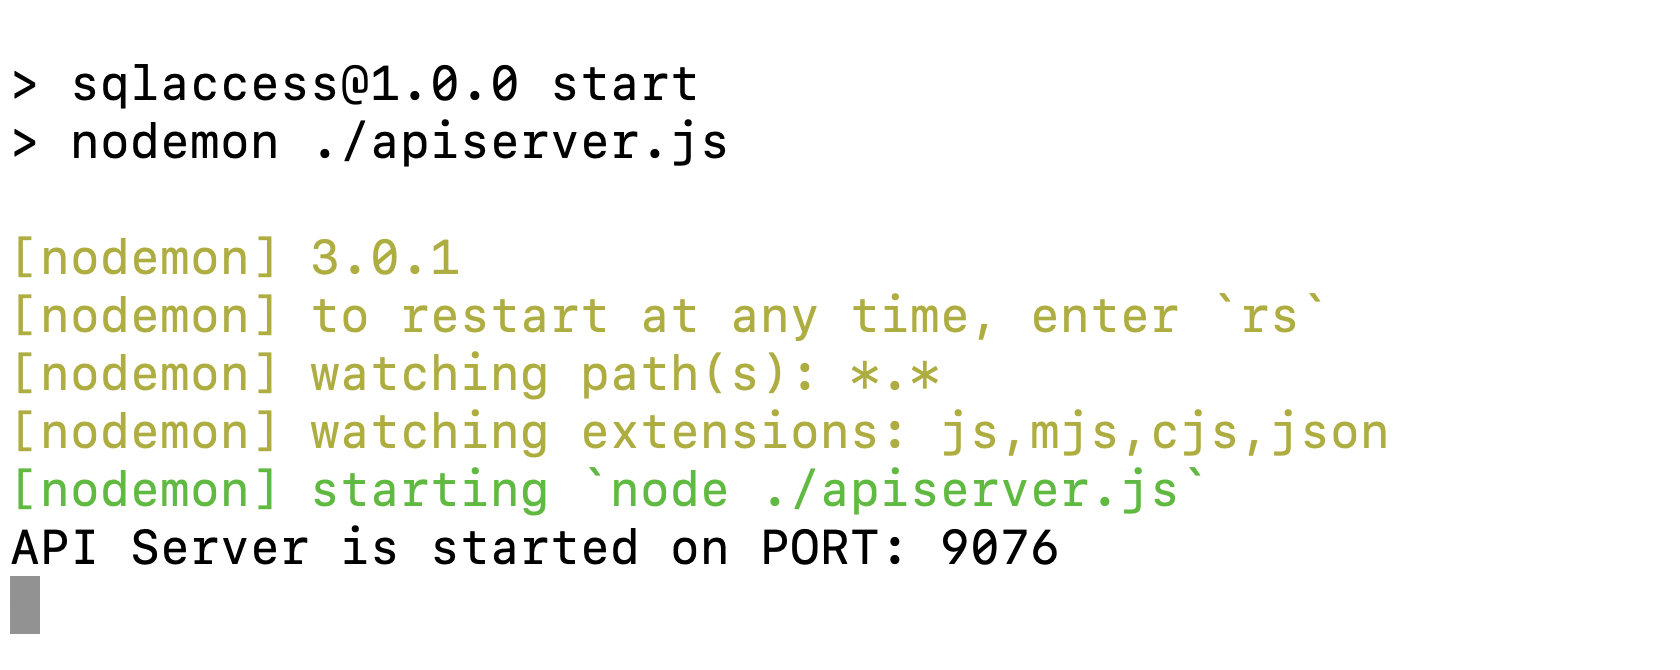 > sqlaccess@1.0.0 start
> nodemon ./apiserver.js
[nodemon] 3.0.1
[nodemon] to restart at any time, enter `rs`
[nodemon] watching path(s): *.*
[nodemon] watching extensions: js,mjs,cjs,json
[nodemon] starting `node ./apiserver.js`
API Server is started on PORT: 9076